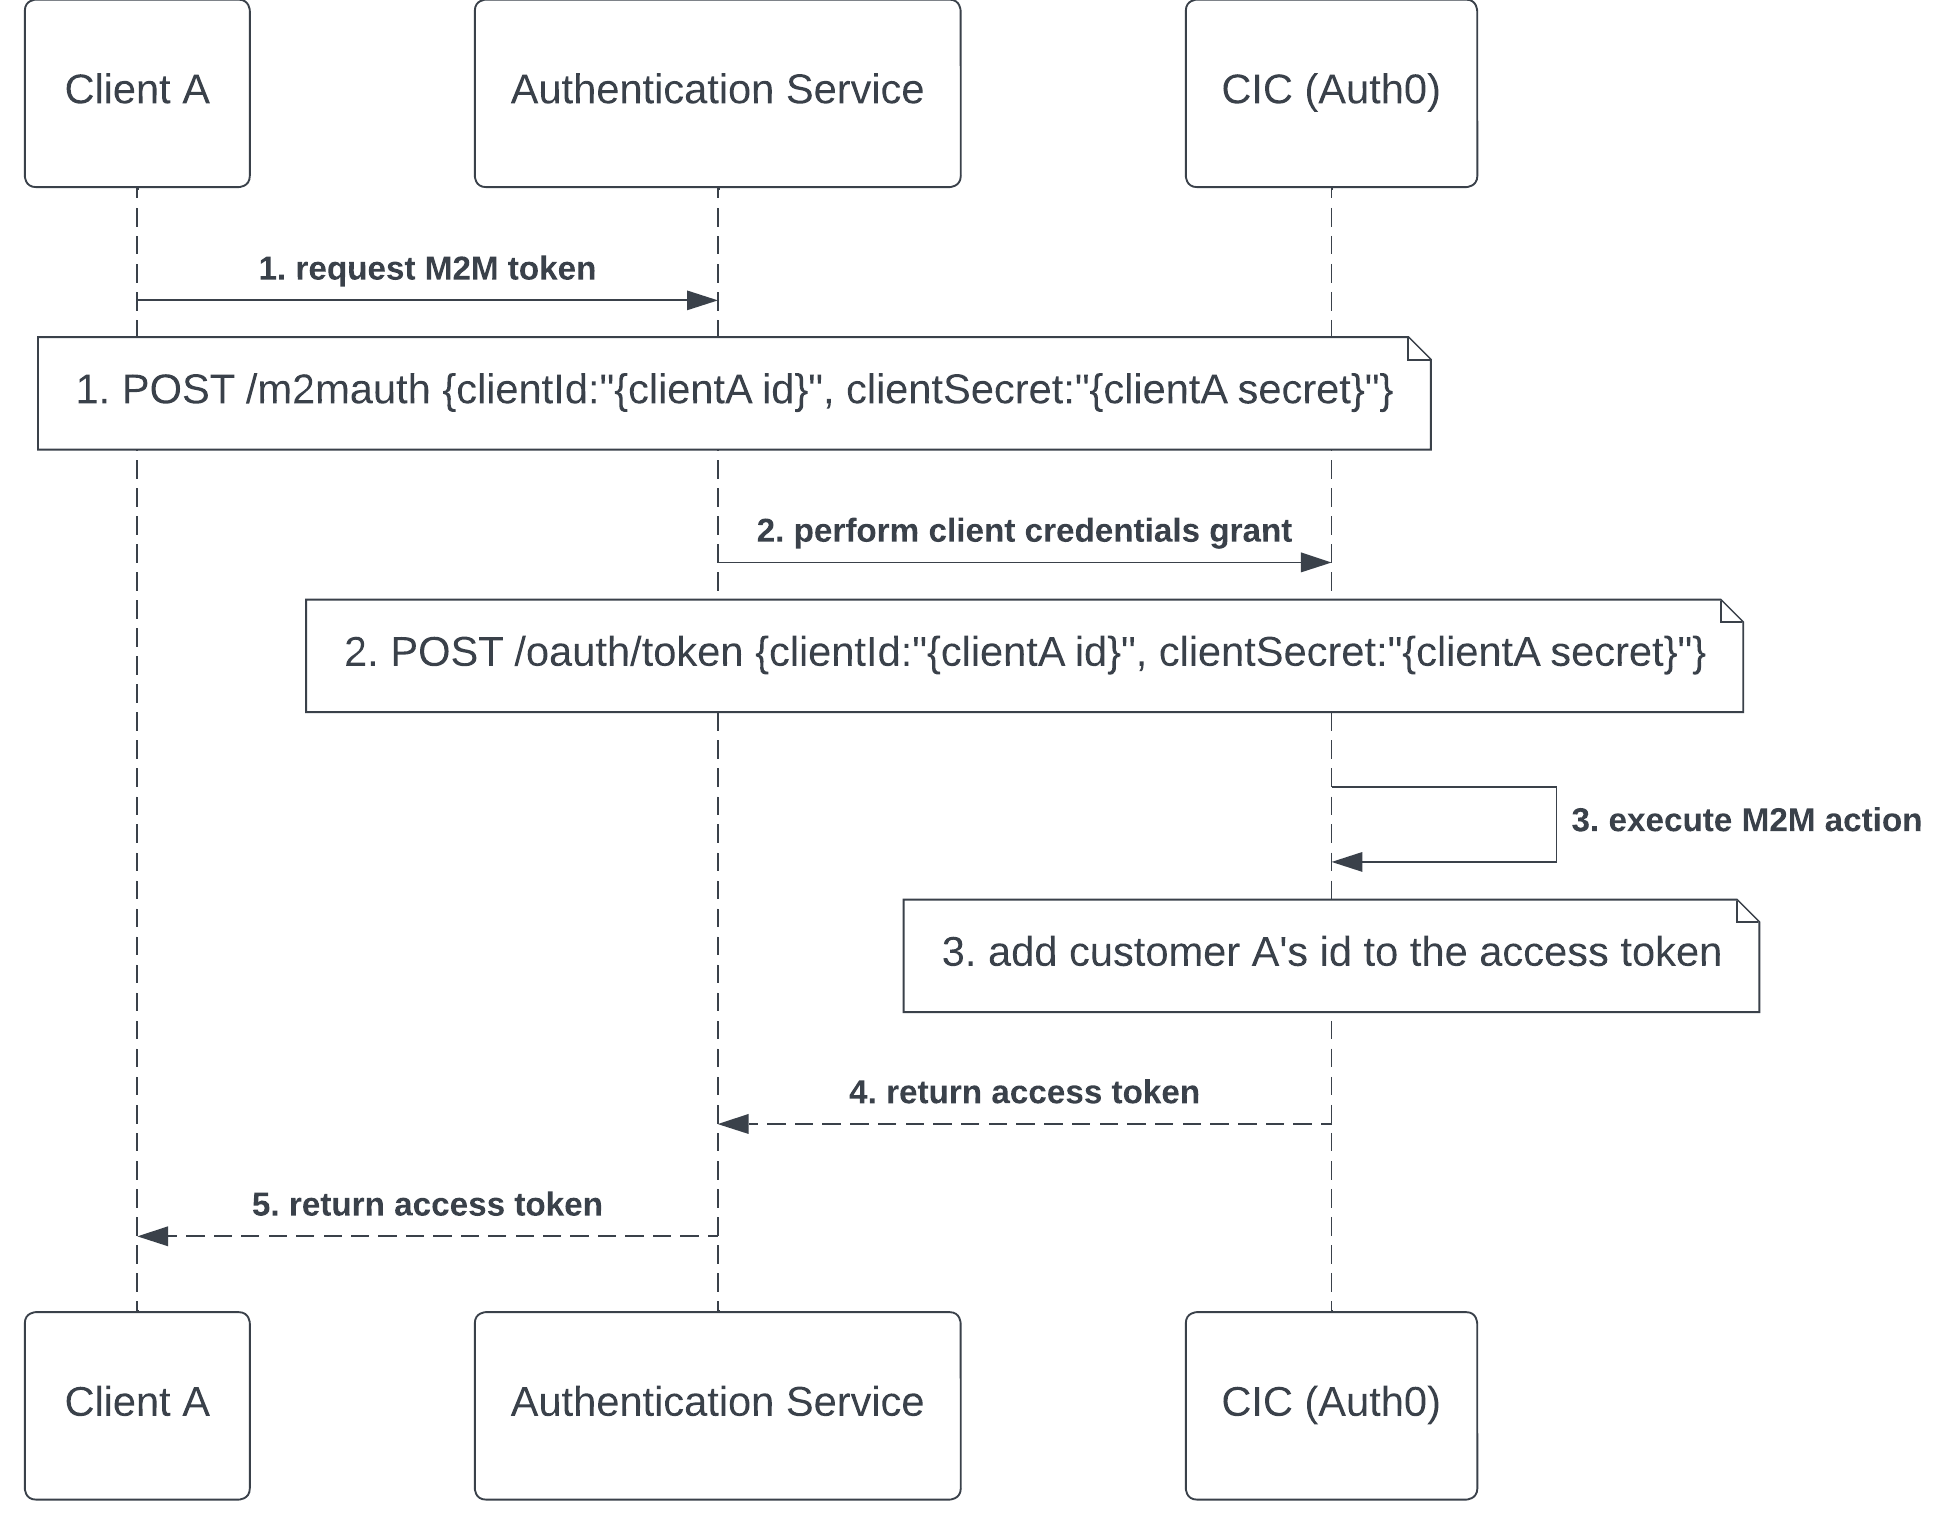 Client A
Authentication Service
CIC (Auth0)
1. request M2M token
1. POST /m2mauth {clientId:"{clientA id}", clientSecret:"{clientA secret}"}
2. perform client credentials grant
2. POST /oauth/token {clientId:"{clientA id}", clientSecret:"{clientA secret}"}
3. execute M2M action
3. add customer A's id to the access token
4. return access token
5. return access token
Client A
Authentication Service
CIC (Auth0)